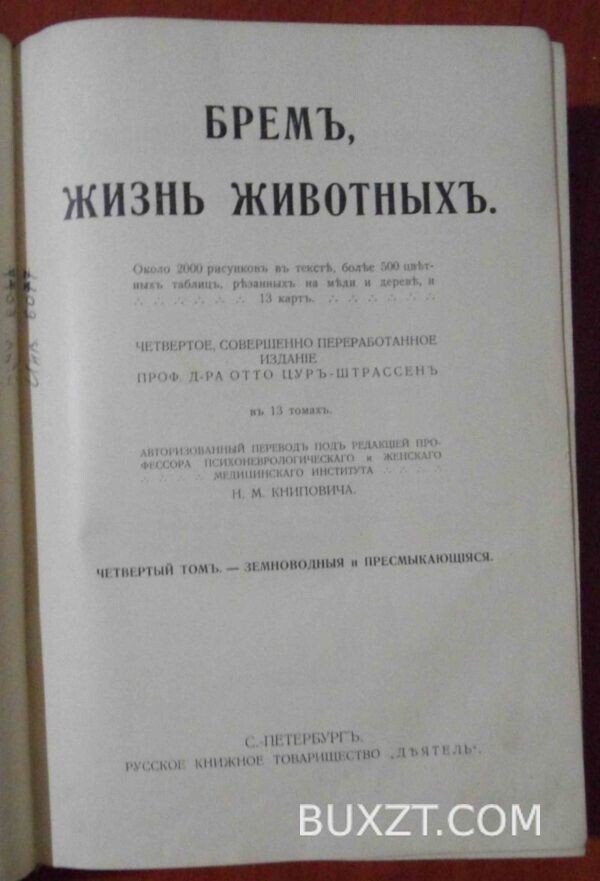 БРЕМЪ,
ЖИЗНЬ ЖИВОТНЫХЪ.
Около 2000 рисунковъ въ текстѣ, болѣе 500 цвѣт-
ныхъ таблицъ, рѣзанныхъ на мѣди и деревѣ, и
13 картъ.
ЧЕТВЕРТОЕ, СОВЕРШЕННО ПЕРЕРАБОТАННОЕ
ИЗДАНІЕ
ПРОФ. Д-РА ОТТО ЦУРЪ-ШТРАССЕНЪ
въ 13 томахъ.
АВТОРИЗОВАННЫЙ ПЕРЕВОДЪ ПОДЪ РЕДАКЦІЕЙ ПРО-
ФЕССОРА ПСИХОНЕВРОЛОГИЧЕСКАГО и ЖЕНСКАГО
МЕДИЦИНСКАГО ИНСТИТУТА
Н. М. КНИПОВИЧА.
ЧЕТВЕРТЫЙ ТОМЪ. — ЗЕМНОВОДНЫЯ и ПРЕСМЫКАЮЩІЯСЯ.
С.-ПЕТЕРБУРГЪ.
РУССКОЕ КНИЖНОЕ ТОВАРИЩЕСТВО „ДѢЯТЕЛЬ“.
BUXZT.COM